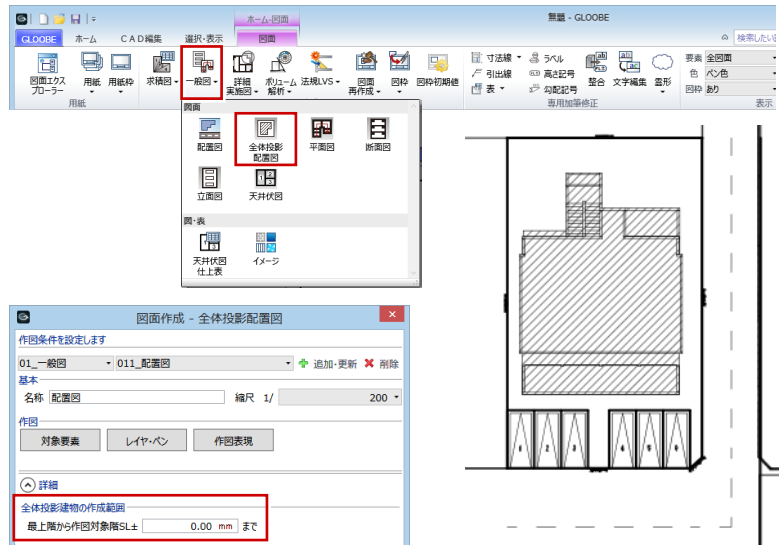 無題 - GLOOBE
ホーム-図面
GLOOBE ホーム CAD編集 選択・表示 図面
検索したい
図面エクスプローラー 用紙 用紙枠 求積図 一般図 詳細実施図 ボリューム解析 法規LVS 図面再作成 図枠 図枠初期値
寸法線 ラベル
引出線 高さ記号
表 勾配記号
整合 文字編集 雲形
要素 全図面
色 ペン色
図枠 あり
用紙 専用加筆修正 表示
図面
配置図 全体投影配置図 平面図 断面図
立面図 天井伏図
図・表
天井伏図仕上表 イメージ
図面作成 - 全体投影配置図
作図条件を設定します
01_一般図 011_配置図 追加・更新 削除
基本
名称 配置図 縮尺 1/ 200
作図
対象要素 レイヤ・ペン 作図表現
詳細
全体投影建物の作成範囲
最上階から作図対象階SL± 0.00 mm まで
1 2 3 4 5 6